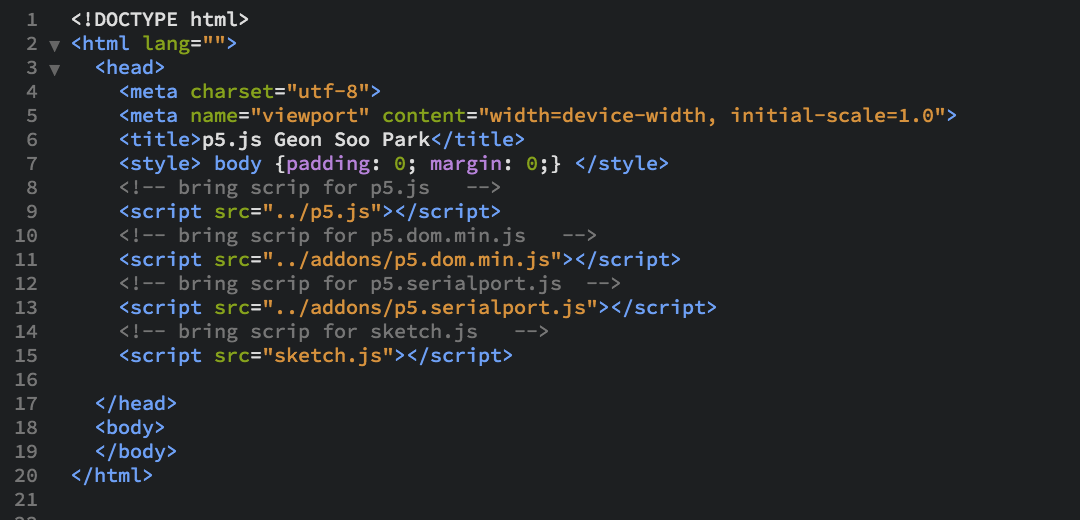 1 <!DOCTYPE html>
2 ▼ <html lang="">
3 ▼   <head>
4     <meta charset="utf-8">
5     <meta name="viewport" content="width=device-width, initial-scale=1.0">
6     <title>p5.js Geon Soo Park</title>
7     <style> body {padding: 0; margin: 0;} </style>
8     <!-- bring scrip for p5.js   -->
9     <script src="../p5.js"></script>
10     <!-- bring scrip for p5.dom.min.js   -->
11     <script src="../addons/p5.dom.min.js"></script>
12     <!-- bring scrip for p5.serialport.js  -->
13     <script src="../addons/p5.serialport.js"></script>
14     <!-- bring scrip for sketch.js   -->
15     <script src="sketch.js"></script>
16
17   </head>
18   <body>
19   </body>
20 </html>
21